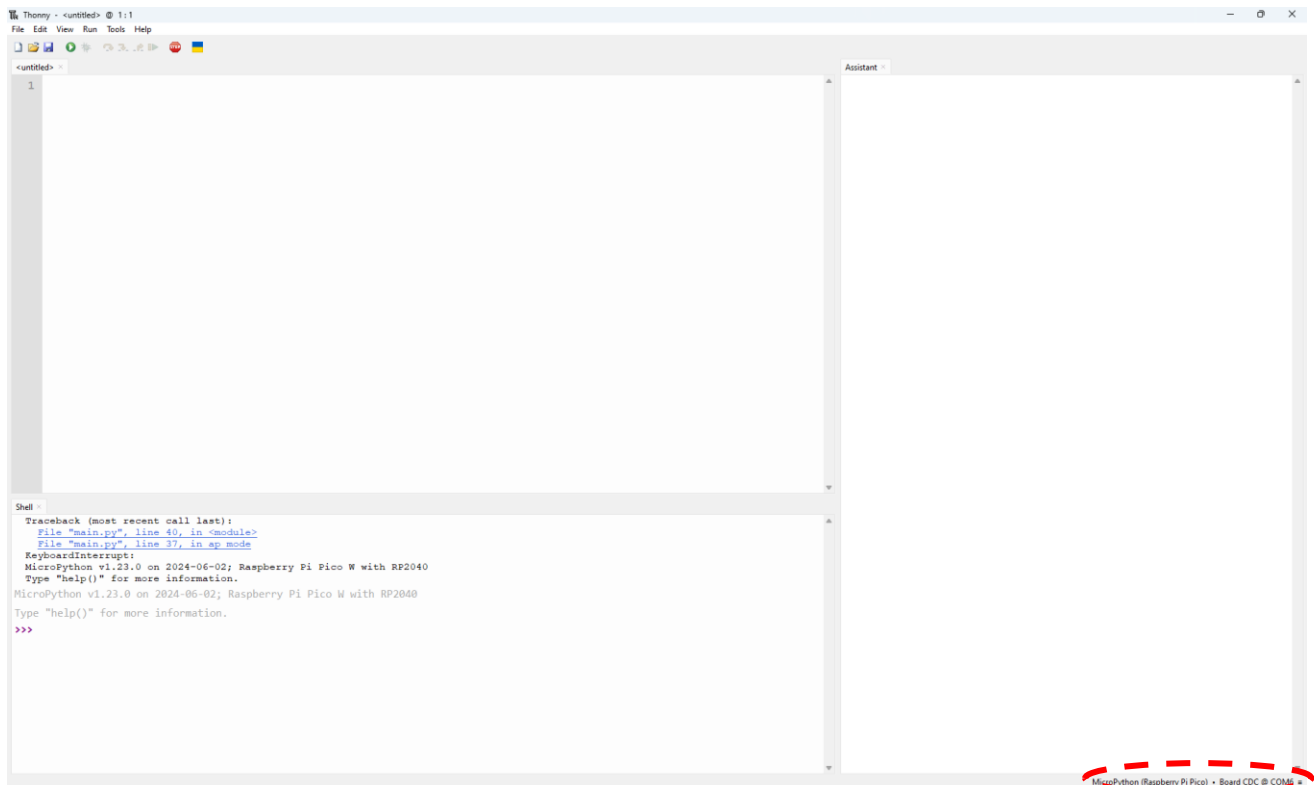 Thonny - <untitled> @ 1:1
File Edit View Run Tools Help
STOP
<untitled> ×
1
Assistant ×
Shell ×
Traceback (most recent call last):
File "main.py", line 40, in <module>
File "main.py", line 37, in ap_mode
KeyboardInterrupt:
MicroPython v1.23.0 on 2024-06-02; Raspberry Pi Pico W with RP2040
Type "help()" for more information.
MicroPython v1.23.0 on 2024-06-02; Raspberry Pi Pico W with RP2040
Type "help()" for more information.
>>>
MicroPython (Raspberry Pi Pico) • Board CDC @ COM6 ≡